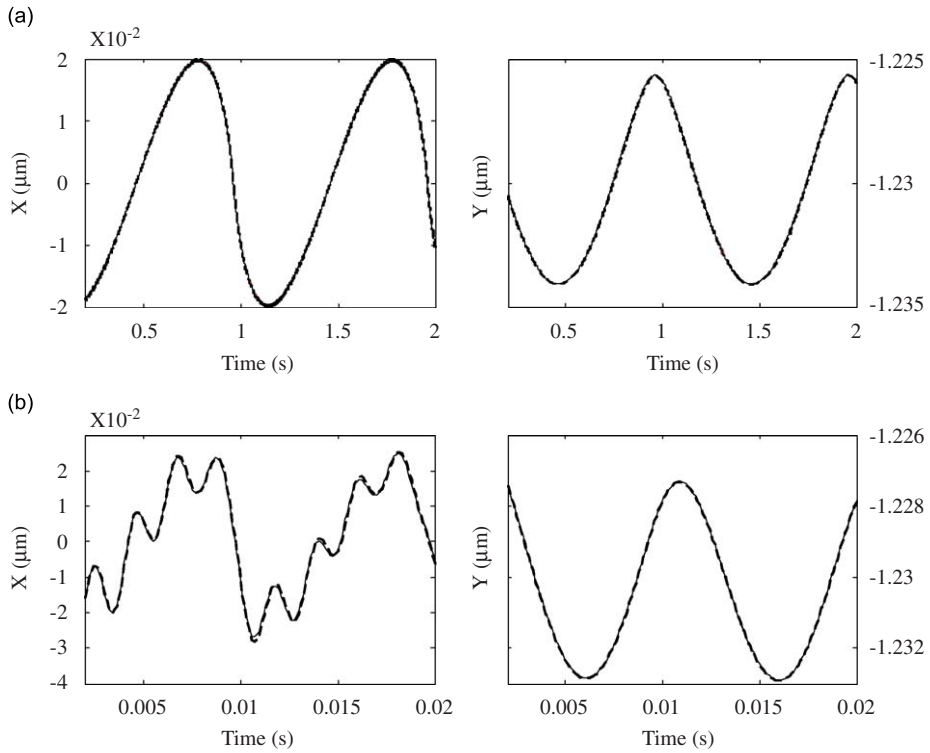 (a)
X10-2
2
1
0
-1
-2
X (μm)
0.5
1
1.5
2
Time (s)
-1.225
-1.23
-1.235
Y (μm)
0.5
1
1.5
2
Time (s)
(b)
X10-2
2
1
0
-1
-2
-3
-4
X (μm)
0.005
0.01
0.015
0.02
Time (s)
-1.226
-1.228
-1.23
-1.232
Y (μm)
0.005
0.01
0.015
0.02
Time (s)